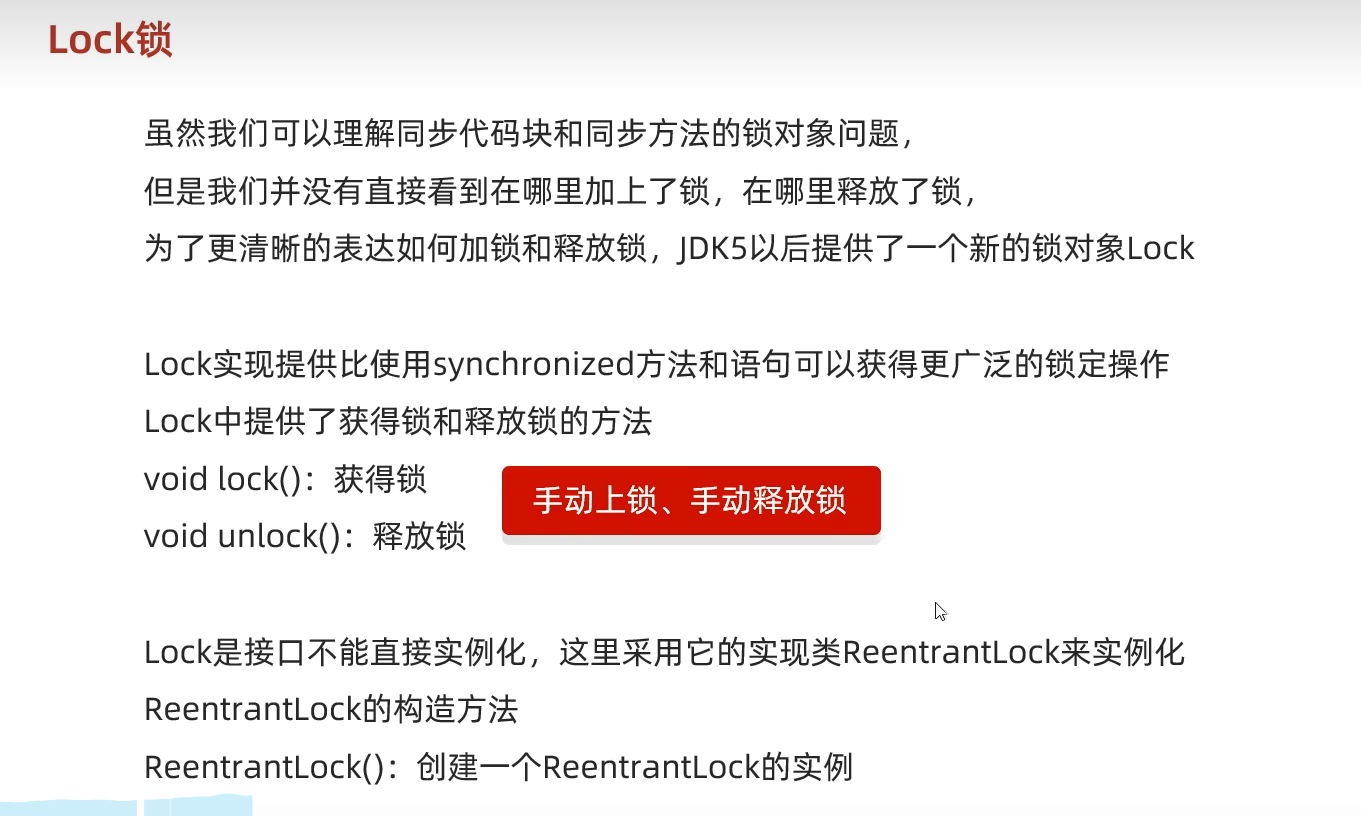 Lock锁
虽然我们可以理解同步代码块和同步方法的锁对象问题，
但是我们并没有直接看到在哪里加上了锁，在哪里释放了锁，
为了更清晰的表达如何加锁和释放锁，JDK5以后提供了一个新的锁对象Lock
Lock实现提供比使用synchronized方法和语句可以获得更广泛的锁定操作
Lock中提供了获得锁和释放锁的方法
void lock()：获得锁
手动上锁、手动释放锁
void unlock()：释放锁
Lock是接口不能直接实例化，这里采用它的实现类ReentrantLock来实例化
ReentrantLock的构造方法
ReentrantLock()：创建一个ReentrantLock的实例